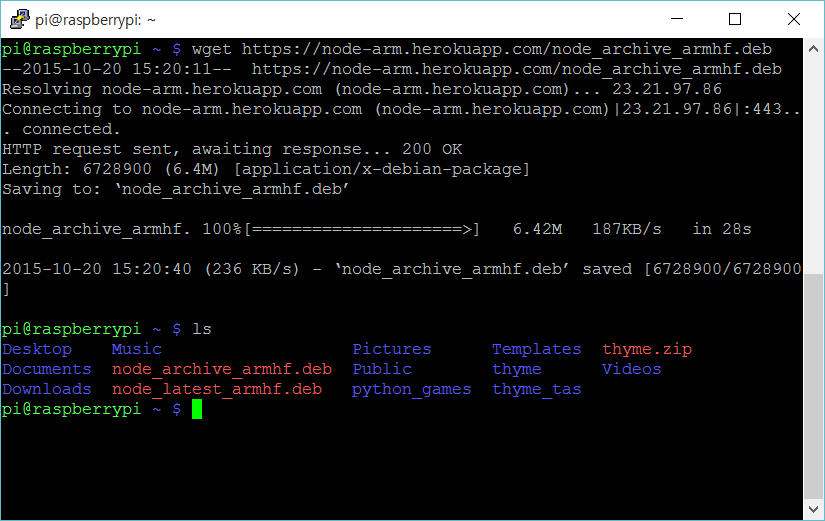 pi@raspberrypi: ~
pi@raspberrypi ~ $ wget https://node-arm.herokuapp.com/node_archive_armhf.deb
--2015-10-20 15:20:11--  https://node-arm.herokuapp.com/node_archive_armhf.deb
Resolving node-arm.herokuapp.com (node-arm.herokuapp.com)... 23.21.97.86
Connecting to node-arm.herokuapp.com (node-arm.herokuapp.com)|23.21.97.86|:443..
. connected.
HTTP request sent, awaiting response... 200 OK
Length: 6728900 (6.4M) [application/x-debian-package]
Saving to: ‘node_archive_armhf.deb’
node_archive_armhf. 100%[=====================>]   6.42M   187KB/s   in 28s
2015-10-20 15:20:40 (236 KB/s) - ‘node_archive_armhf.deb’ saved [6728900/6728900
]
pi@raspberrypi ~ $ ls
Desktop    Music                   Pictures      Templates  thyme.zip
Documents  node_archive_armhf.deb  Public        thyme      Videos
Downloads  node_latest_armhf.deb   python_games  thyme_tas
pi@raspberrypi ~ $